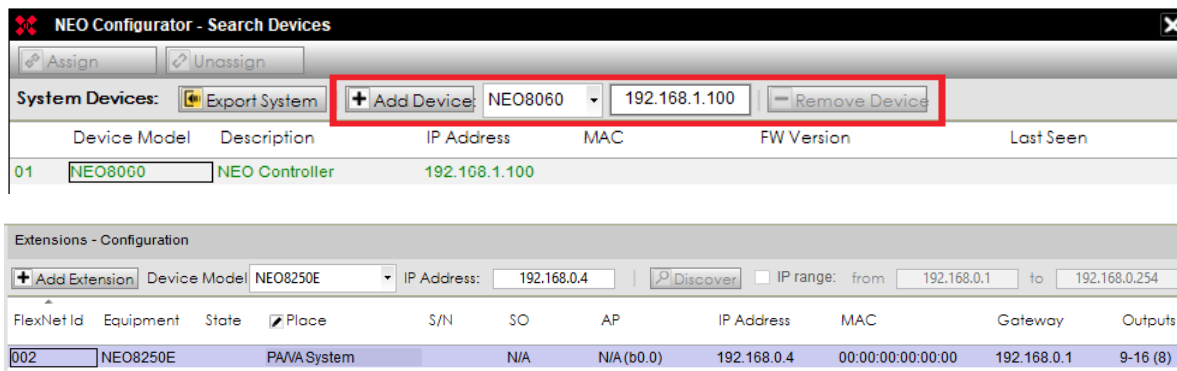 NEO Configurator - Search Devices
Assign Unassign
System Devices: Export System Add Device: NEO8060 192.168.1.100 Remove Device
Device Model Description IP Address MAC FW Version Last Seen
01 NEO8060 NEO Controller 192.168.1.100
Extensions - Configuration
Add Extension Device Model NEO8250E IP Address: 192.168.0.4 Discover IP range: from 192.168.0.1 to 192.168.0.254
FlexNet Id Equipment State Place S/N SO AP IP Address MAC Gateway Outputs
002 NEO8250E PA/VA System N/A N/A (b0.0) 192.168.0.4 00:00:00:00:00:00 192.168.0.1 9-16 (8)